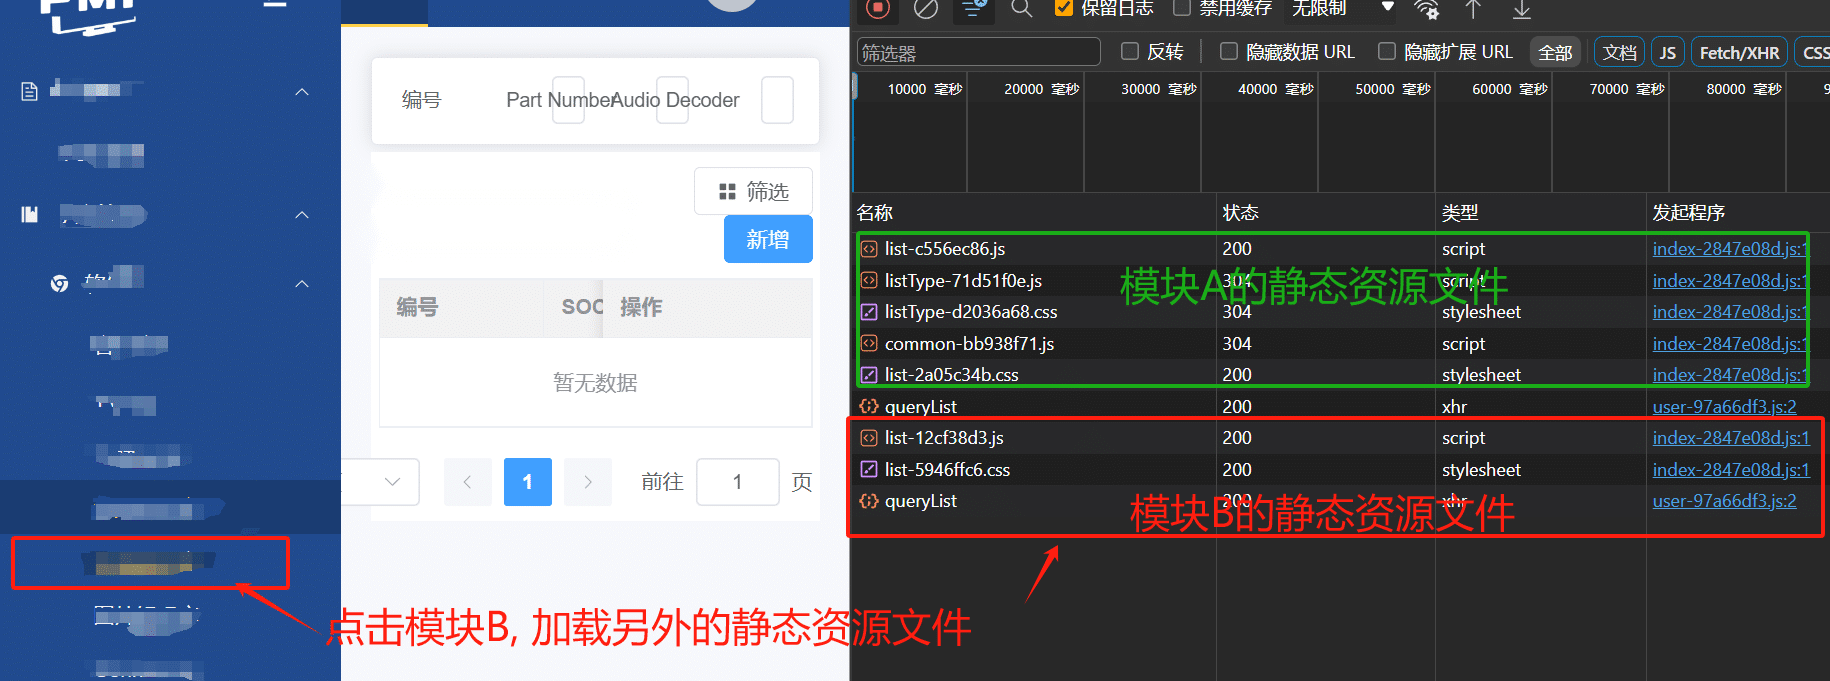 保留日志
禁用缓存
无限制
筛选器
反转
隐藏数据 URL
隐藏扩展 URL
全部
文档
JS
Fetch/XHR
CSS
10000 毫秒
20000 毫秒
30000 毫秒
40000 毫秒
50000 毫秒
60000 毫秒
70000 毫秒
80000 毫秒
编号
Part Number
Audio Decoder
筛选
新增
编号
SOC
操作
暂无数据
1
前往
1
页
名称 状态 类型 发起程序
list-c556ec86.js 200 script index-2847e08d.js:1
listType-71d51f0e.js 304 script index-2847e08d.js:1
listType-d2036a68.css 304 stylesheet index-2847e08d.js:1
common-bb938f71.js 304 script index-2847e08d.js:1
list-2a05c34b.css 200 stylesheet index-2847e08d.js:1
queryList 200 xhr user-97a66df3.js:2
list-12cf38d3.js 200 script index-2847e08d.js:1
list-5946ffc6.css 200 stylesheet index-2847e08d.js:1
queryList 200 xhr user-97a66df3.js:2
模块A的静态资源文件
模块B的静态资源文件
点击模块B, 加载另外的静态资源文件